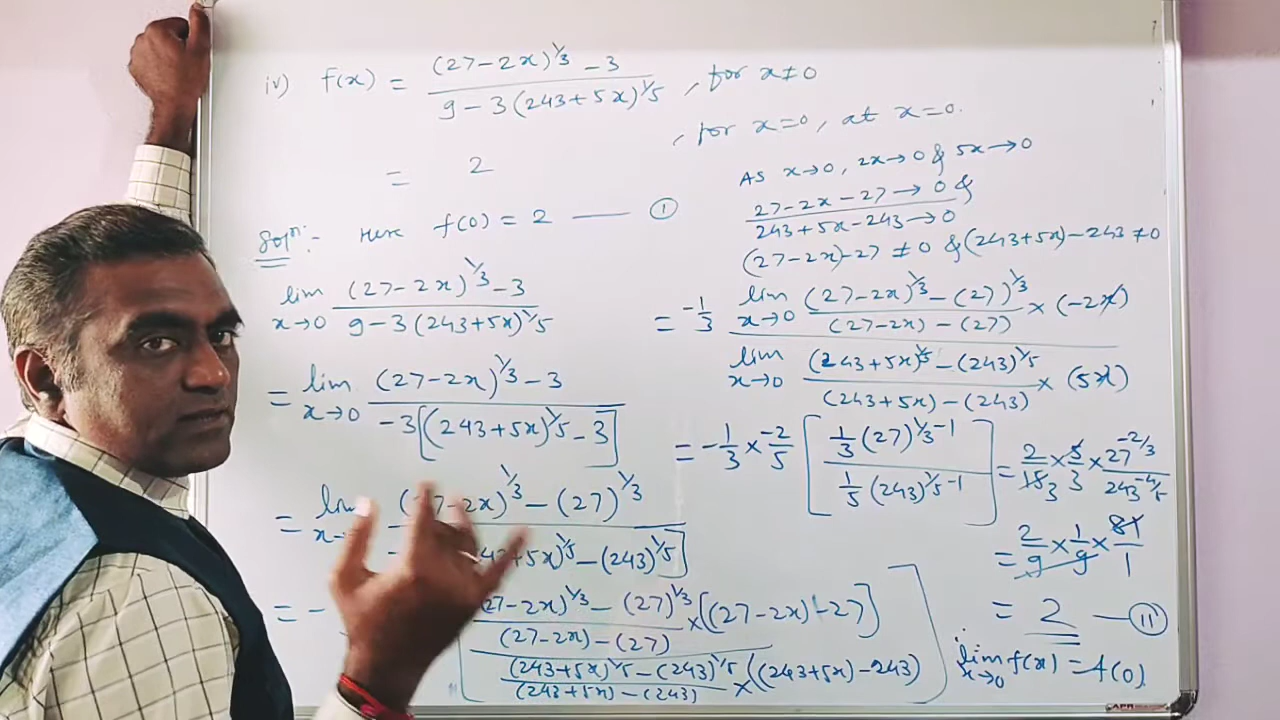 iv) f(x) = (27-2x)^1/3 -3 / 9-3(243+5x)^1/5 , for x≠0
= 2 , for x=0, at x=0.
Solⁿ:- Here f(0) = 2 —— (I)
lim x→0 (27-2x)^1/3 -3 / 9-3(243+5x)^1/5
= lim x→0 (27-2x)^1/3 -3 / -3[(243+5x)^1/5 -3]
= lim (27-2x)^1/3 - (27)^1/3 / +5x)^1/5 - (243)^1/5]
= - 27-2x)^1/3 - (27)^1/3 / (27-2x) - (27) × [(27-2x) -27] / (243+5x)^1/5 - (243)^1/5 / (243+5x) - (243) × ((243+5x) -243) ]
As x→0, 2x→0 & 5x→0
27-2x-27→0 &
243+5x-243→0
(27-2x)-27 ≠0 & (243+5x)-243 ≠0
= -1/3 lim x→0 (27-2x)^1/3 - (27)^1/3 / (27-2x) - (27) × (-2x) / lim x→0 (243+5x)^1/5 - (243)^1/5 / (243+5x) - (243) × (5x)
= -1/3 × -2/5 [ 1/3 (27)^1/3-1 / 1/5 (243)^1/5-1 ] = 2/15 3 × 5/3 × 27^-2/3 / 243^-4/5
= 2/9 × 1/9 × 81/1
= 2 —— (II)
lim x→0 f(x) = f(0)